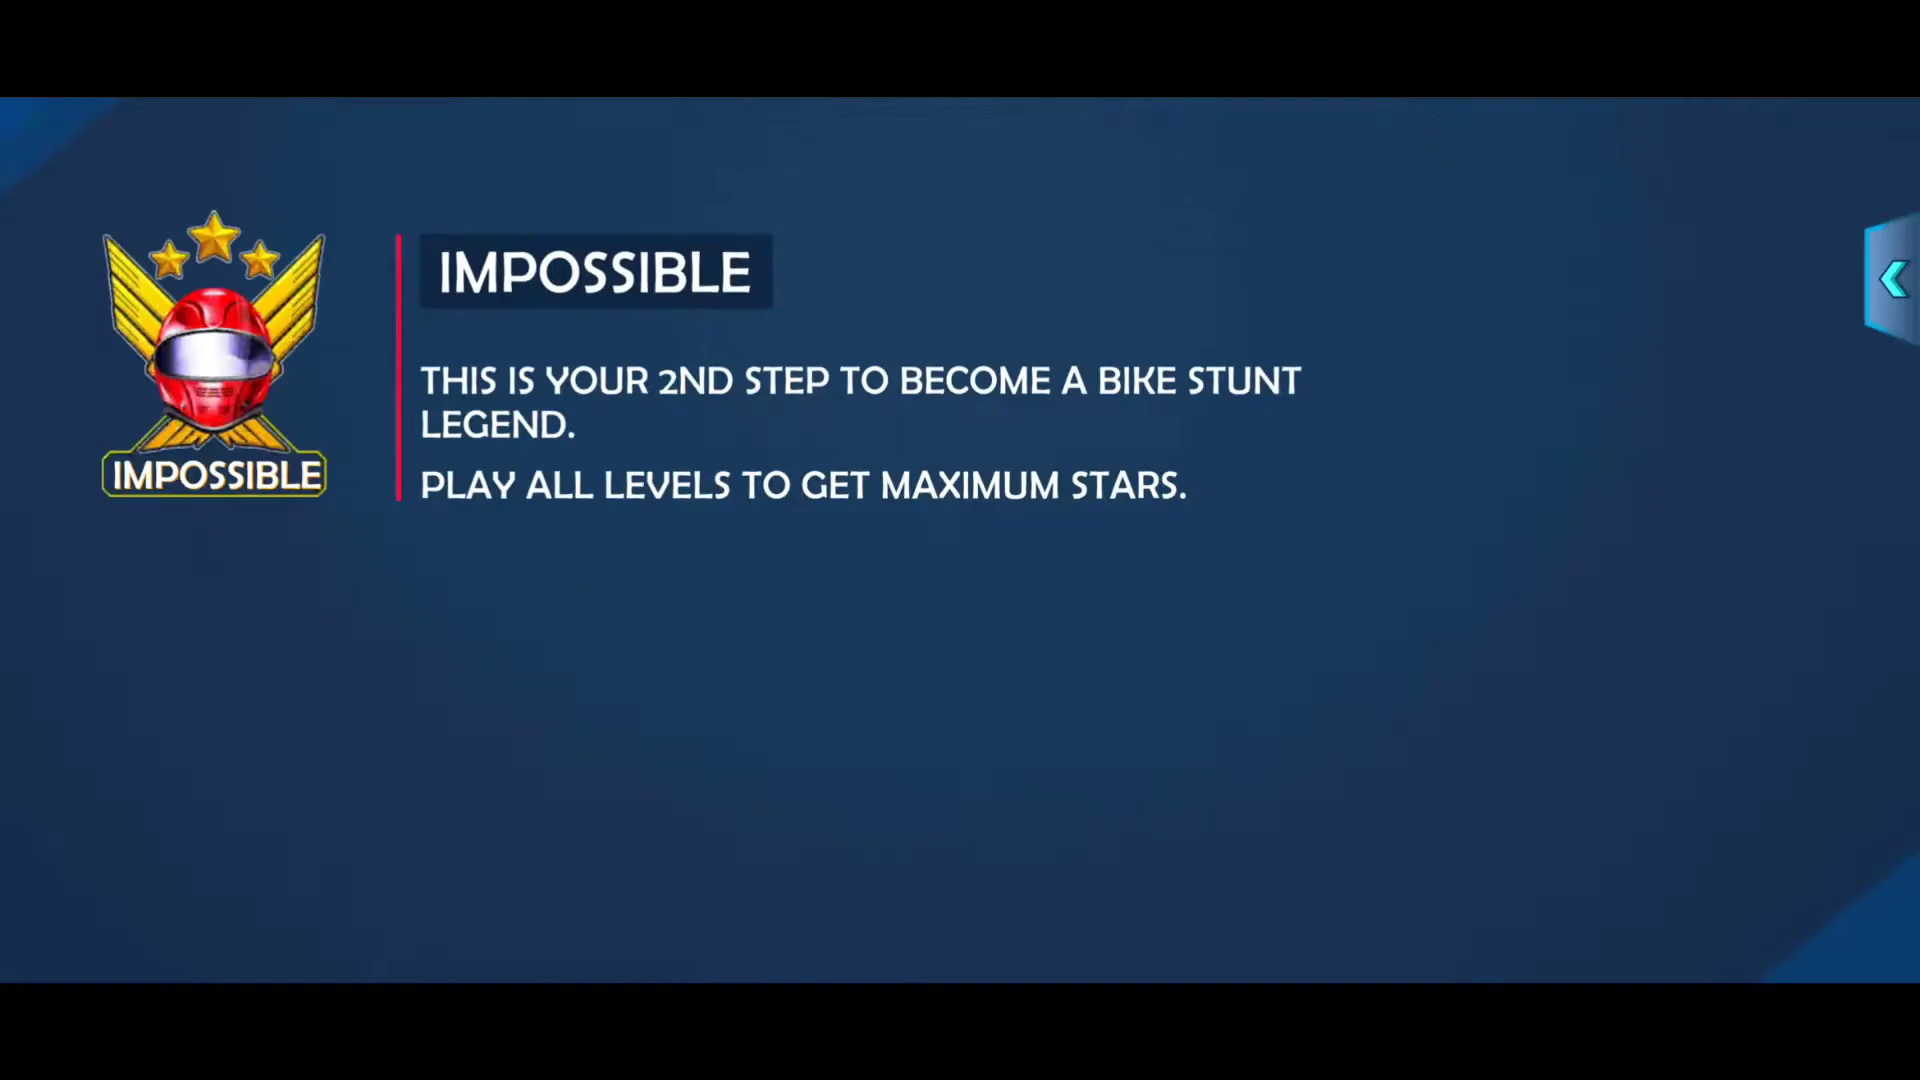 IMPOSSIBLE
THIS IS YOUR 2ND STEP TO BECOME A BIKE STUNT
LEGEND.
PLAY ALL LEVELS TO GET MAXIMUM STARS.
IMPOSSIBLE